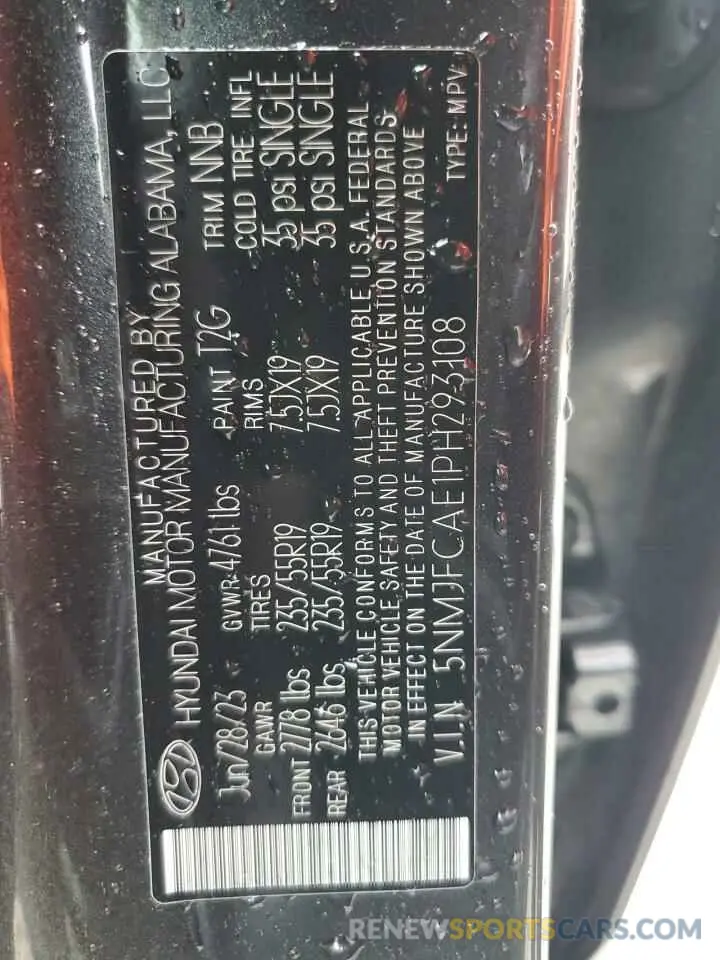 MANUFACTURED BY
HYUNDAI MOTOR MANUFACTURING ALABAMA, LLC
Jun/28/23 GVWR 4761 lbs PAINT T2G TRIM NNB
GAWR TIRES RIMS COLD TIRE INFL
FRONT 2778 lbs 235/55R19 7.5JX19 35 psi SINGLE
REAR 2646 lbs 235/55R19 7.5JX19 35 psi SINGLE
THIS VEHICLE CONFORMS TO ALL APPLICABLE U.S.A. FEDERAL
MOTOR VEHICLE SAFETY AND THEFT PREVENTION STANDARDS
IN EFFECT ON THE DATE OF MANUFACTURE SHOWN ABOVE
V.I.N 5NMJFCAE1PH293108 TYPE: MPV
RENEWSPORTSCARS.COM